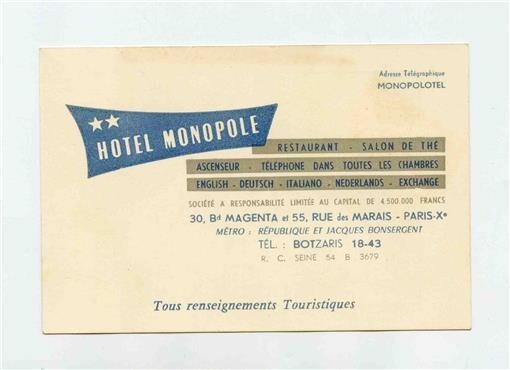 Adresse Télégraphique
MONOPOLOTEL
HOTEL MONOPOLE
RESTAURANT - SALON DE THÉ
ASCENSEUR - TÉLÉPHONE DANS TOUTES LES CHAMBRES
ENGLISH - DEUTSCH - ITALIANO - NEDERLANDS - EXCHANGE
SOCIÉTÉ A RESPONSABILITÉ LIMITÉE AU CAPITAL DE 4.500.000 FRANCS
30, Bd MAGENTA et 55, RUE des MARAIS - PARIS-Xe
MÉTRO : RÉPUBLIQUE ET JACQUES BONSERGENT
TÉL. : BOTZARIS 18-43
R. C. SEINE 54 B 3679
Tous renseignements Touristiques